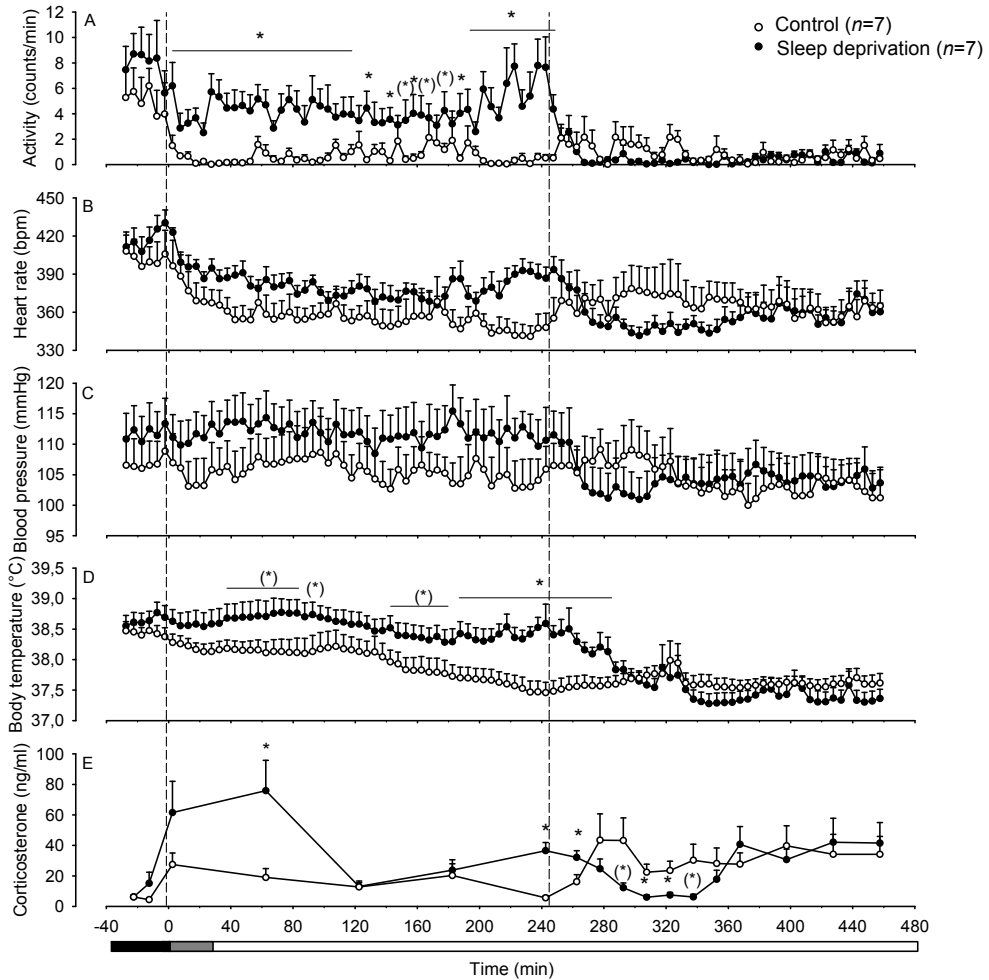 A
Activity (counts/min)
12
10
8
6
4
2
0
*
* * (*) * (*) (*) *
*
Control (n=7)
Sleep deprivation (n=7)
B
Heart rate (bpm)
450
420
390
360
330
C
Blood pressure (mmHg)
120
115
110
105
100
95
D
Body temperature (°C)
39,5
39,0
38,5
38,0
37,5
37,0
(*)
(*)
(*)
*
E
Corticosterone (ng/ml)
100
80
60
40
20
0
*
*
*
(*) * * (*)
-40 0 40 80 120 160 200 240 280 320 360 400 440 480
Time (min)